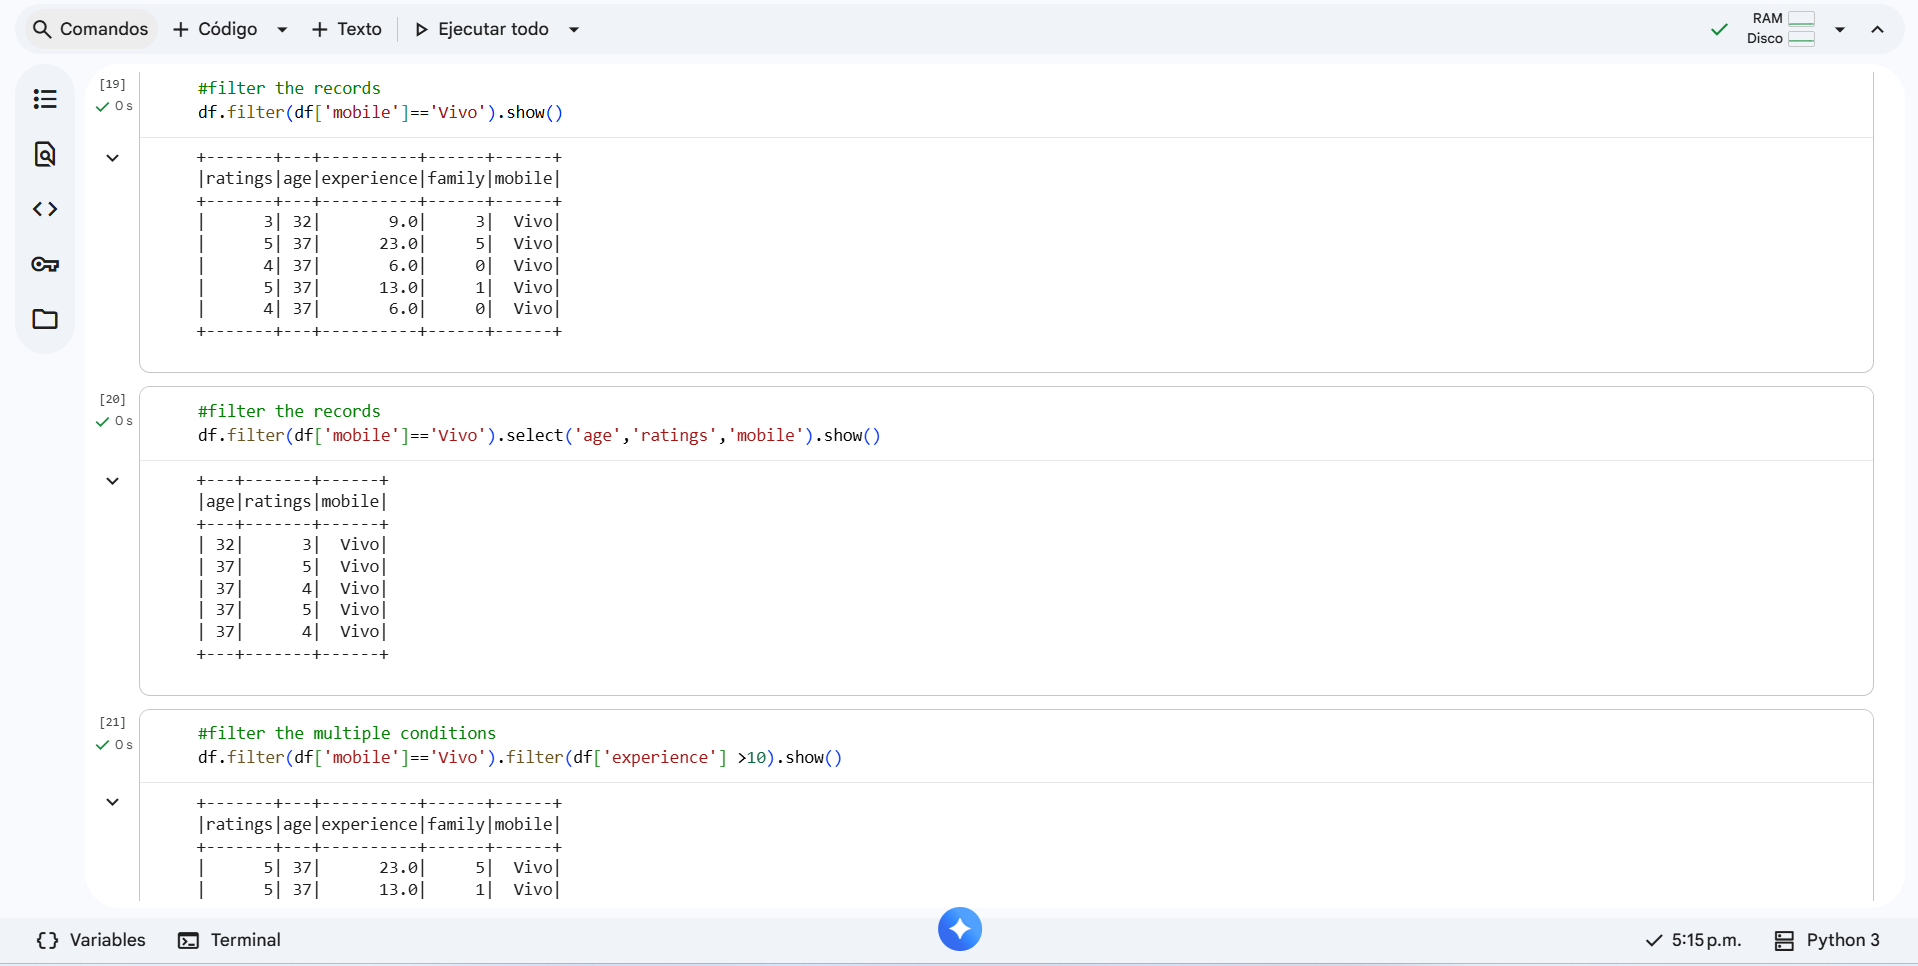 Comandos + Código + Texto Ejecutar todo RAM
Disco
[19]
0 s
#filter the records
df.filter(df['mobile']=='Vivo').show()
+-------+---+----------+------+------+
|ratings|age|experience|family|mobile|
+-------+---+----------+------+------+
|      3| 32|       9.0|     3|  Vivo|
|      5| 37|      23.0|     5|  Vivo|
|      4| 37|       6.0|     0|  Vivo|
|      5| 37|      13.0|     1|  Vivo|
|      4| 37|       6.0|     0|  Vivo|
+-------+---+----------+------+------+
[20]
0 s
#filter the records
df.filter(df['mobile']=='Vivo').select('age','ratings','mobile').show()
+---+-------+------+
|age|ratings|mobile|
+---+-------+------+
| 32|      3|  Vivo|
| 37|      5|  Vivo|
| 37|      4|  Vivo|
| 37|      5|  Vivo|
| 37|      4|  Vivo|
+---+-------+------+
[21]
0 s
#filter the multiple conditions
df.filter(df['mobile']=='Vivo').filter(df['experience'] >10).show()
+-------+---+----------+------+------+
|ratings|age|experience|family|mobile|
+-------+---+----------+------+------+
|      5| 37|      23.0|     5|  Vivo|
|      5| 37|      13.0|     1|  Vivo|
Variables Terminal 5:15 p.m. Python 3